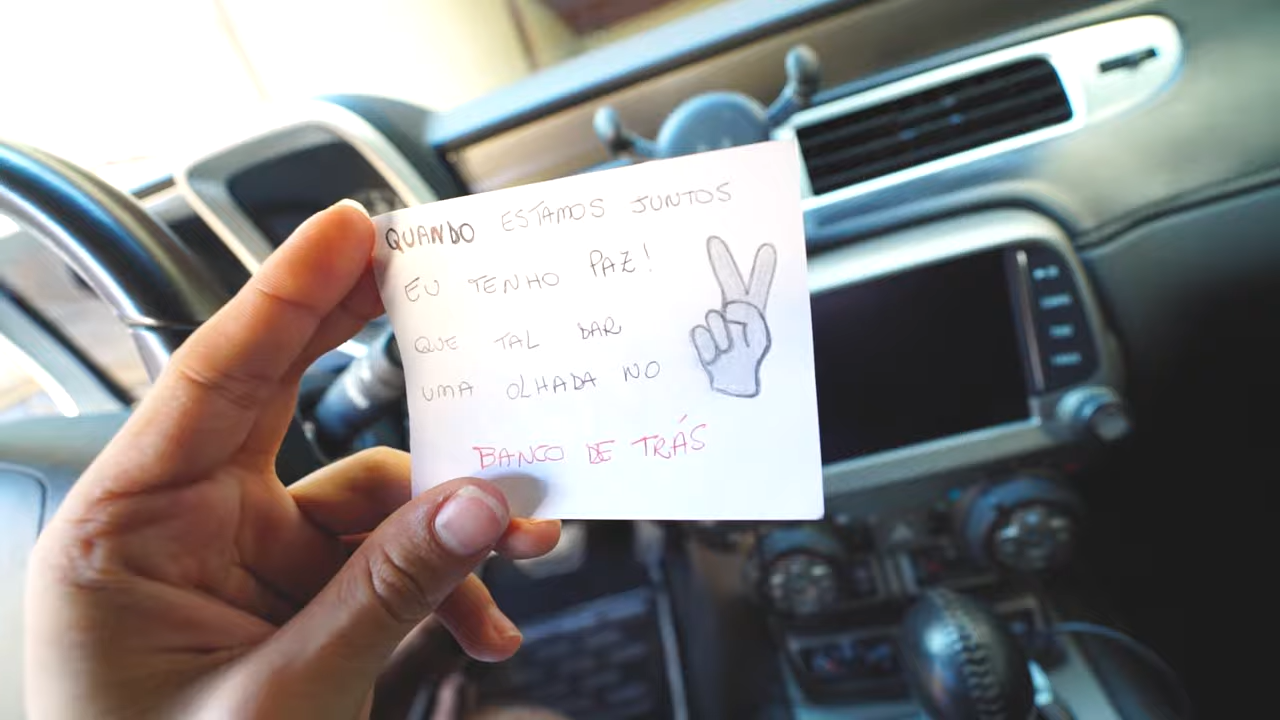 QUANDO ESTAMOS JUNTOS
EU TENHO PAZ!
QUE TAL DAR
UMA OLHADA NO
BANCO DE TRÁS